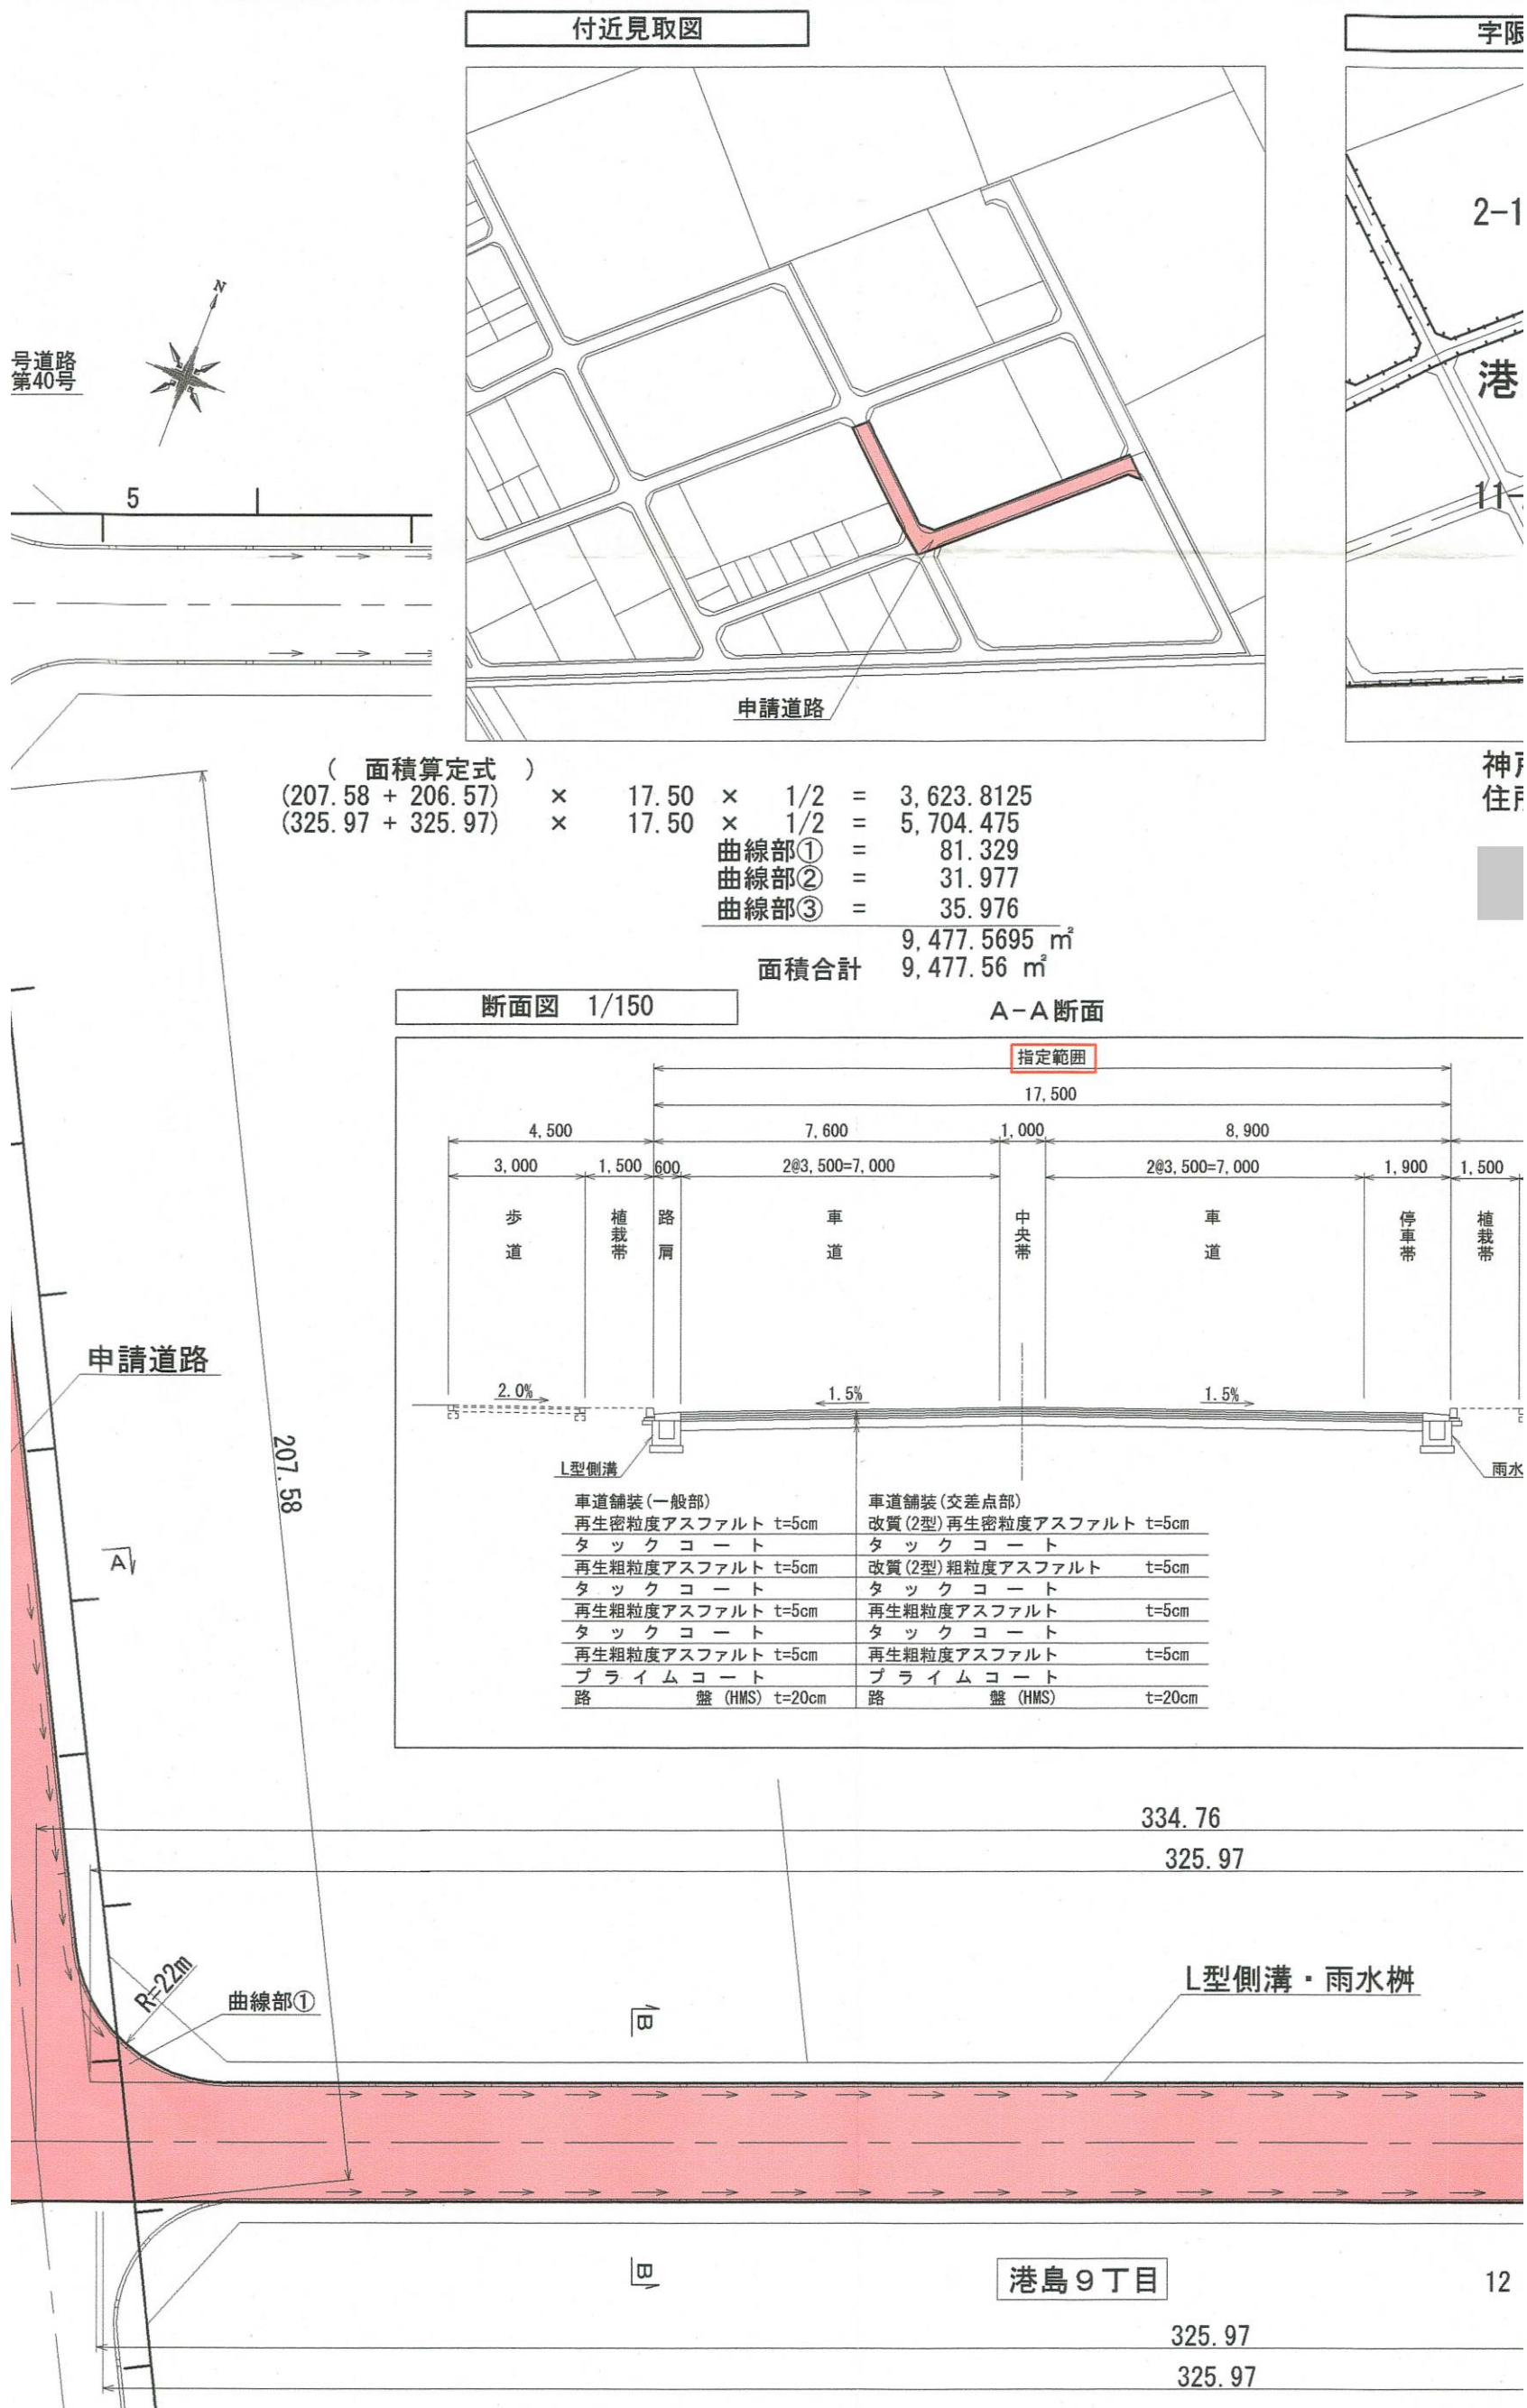 付近見取図
字限
2-1
港
11
N
号道路
第40号
5
申請道路
神戸
住所
( 面積算定式 )
(207.58 + 206.57) × 17.50 × 1/2 = 3,623.8125
(325.97 + 325.97) × 17.50 × 1/2 = 5,704.475
曲線部① = 81.329
曲線部② = 31.977
曲線部③ = 35.976
9,477.5695 ㎡
面積合計 9,477.56 ㎡
断面図 1/150
A-A断面
指定範囲
17,500
4,500 7,600 1,000 8,900
3,000 1,500 600 2@3,500=7,000 2@3,500=7,000 1,900 1,500
歩道 植栽帯 路肩 車道 中央帯 車道 停車帯 植栽帯
2.0% 1.5% 1.5%
L型側溝
雨水
車道舗装(一般部) 車道舗装(交差点部)
再生密粒度アスファルト t=5cm 改質(2型)再生密粒度アスファルト t=5cm
タックコート タックコート
再生粗粒度アスファルト t=5cm 改質(2型)粗粒度アスファルト t=5cm
タックコート タックコート
再生粗粒度アスファルト t=5cm 再生粗粒度アスファルト t=5cm
タックコート タックコート
再生粗粒度アスファルト t=5cm 再生粗粒度アスファルト t=5cm
プライムコート プライムコート
路盤(HMS) t=20cm 路盤(HMS) t=20cm
申請道路
207.58
A
334.76
325.97
R=22m
曲線部①
B
L型側溝・雨水桝
B
港島9丁目
12
325.97
325.97